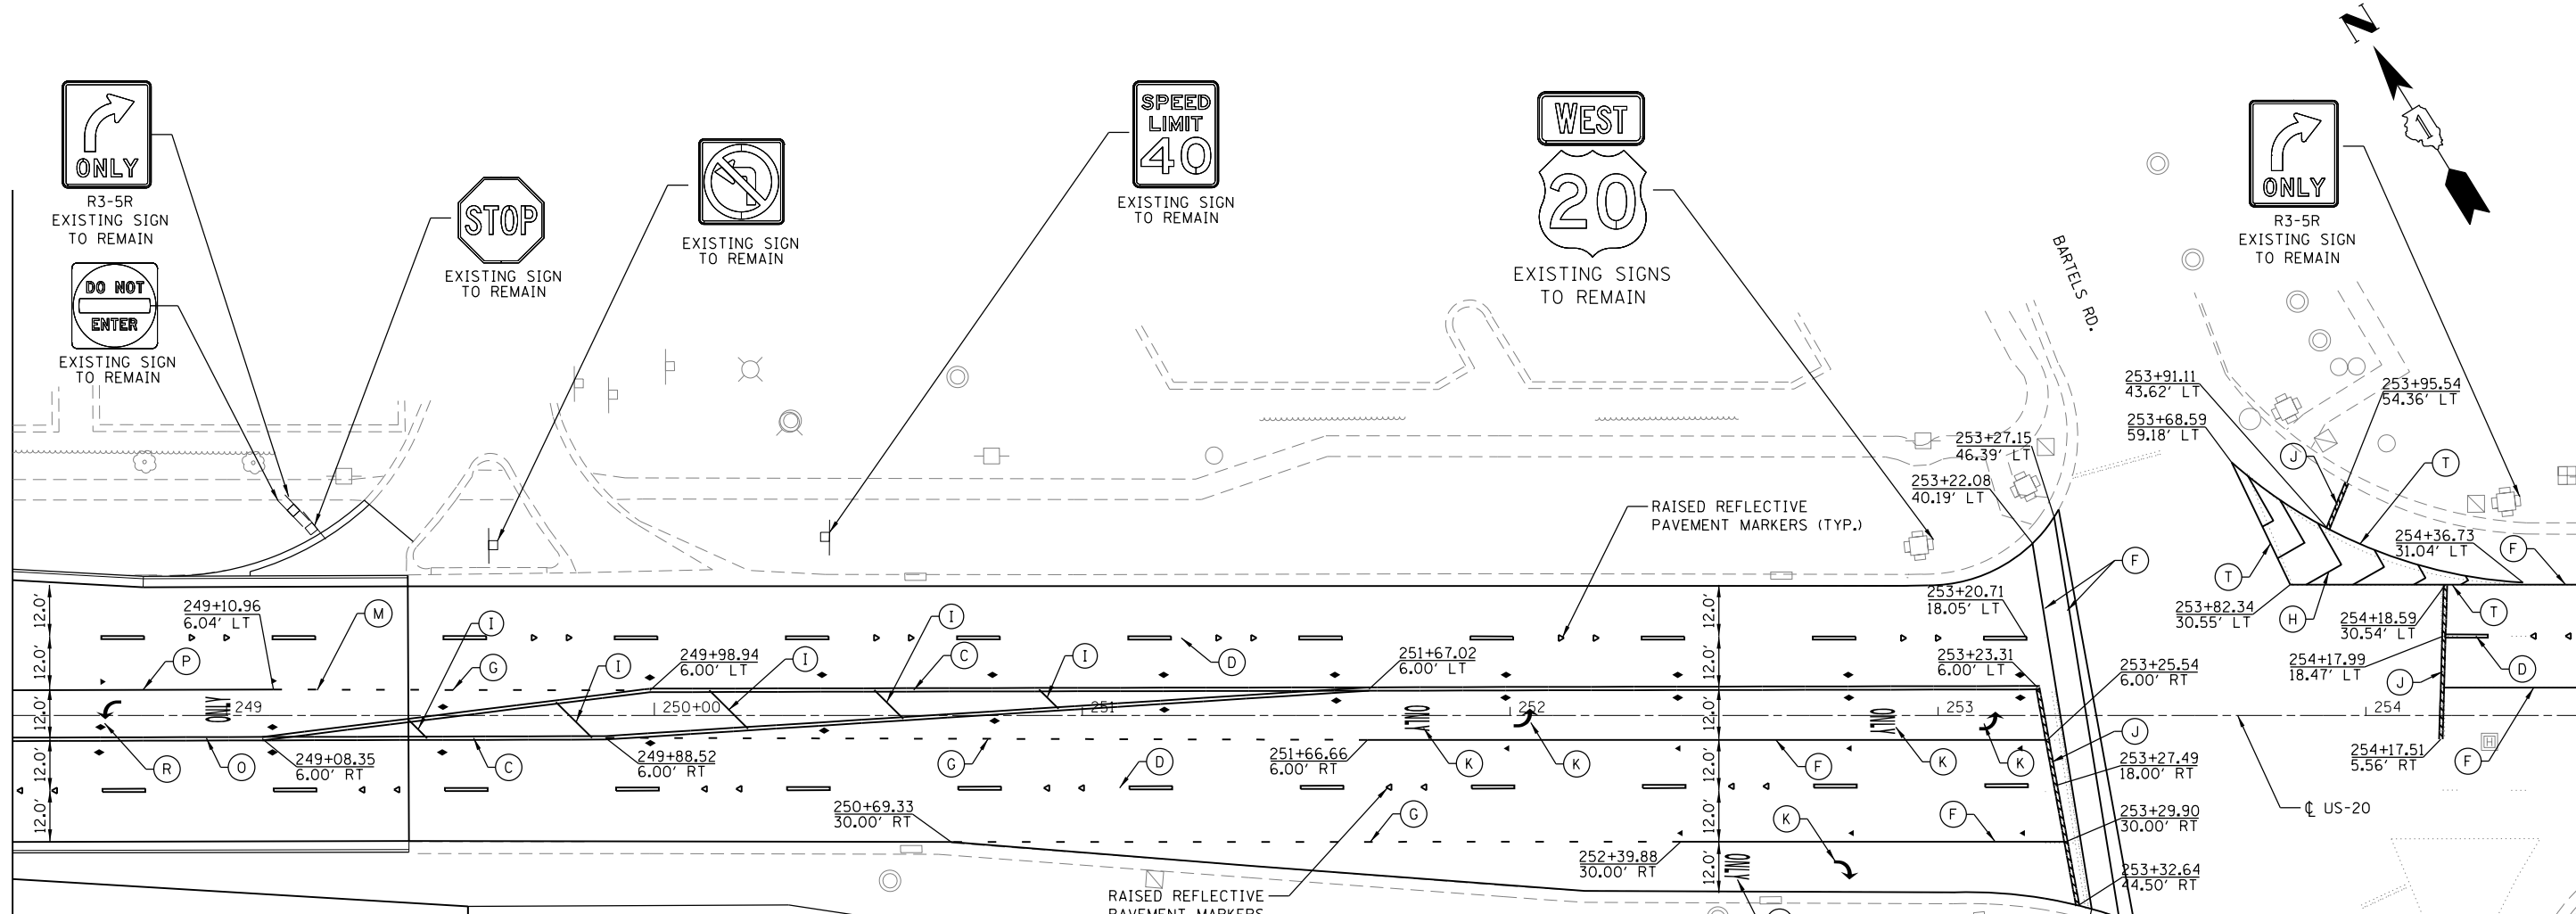 N
1
ONLY
R3-5R
EXISTING SIGN
TO REMAIN
DO NOT
ENTER
EXISTING SIGN
TO REMAIN
STOP
EXISTING SIGN
TO REMAIN
EXISTING SIGN
TO REMAIN
SPEED
LIMIT
40
EXISTING SIGN
TO REMAIN
WEST
20
EXISTING SIGNS
TO REMAIN
BARTELS RD.
ONLY
R3-5R
EXISTING SIGN
TO REMAIN
253+91.11
43.62' LT
253+95.54
54.36' LT
253+68.59
59.18' LT
253+27.15
46.39' LT
253+22.08
40.19' LT
J
T
RAISED REFLECTIVE
PAVEMENT MARKERS (TYP.)
254+36.73
31.04' LT
F
F
T
H
253+82.34
30.55' LT
254+18.59
30.54' LT
T
254+17.99
18.47' LT
D
J
12.0'
12.0'
12.0'
12.0'
12.0'
249+10.96
6.04' LT
M
P
I
G
I
249+98.94
6.00' LT
I
I
C
I
D
251+67.02
6.00' LT
12.0'
12.0'
12.0'
12.0'
12.0'
12.0'
253+20.71
18.05' LT
253+23.31
6.00' LT
253+25.54
6.00' RT
ONLY
249
250+00
251
ONLY
252
ONLY
253
254
R
O
249+08.35
6.00' RT
C
249+88.52
6.00' RT
G
D
251+66.66
6.00' RT
K
K
F
K
K
J
253+27.49
18.00' RT
254+17.51
5.56' RT
F
H
250+69.33
30.00' RT
G
K
F
253+29.90
30.00' RT
℄ US-20
252+39.88
30.00' RT
ONLY
253+32.64
44.50' RT
RAISED REFLECTIVE
PAVEMENT MARKERS